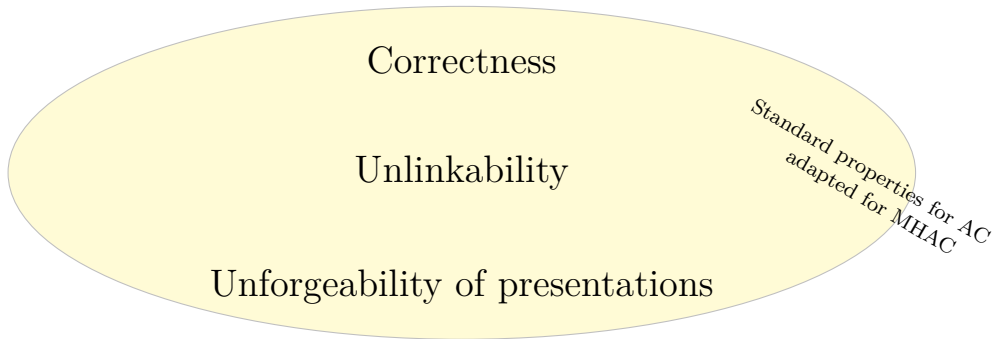 Correctness
Standard properties for AC
adapted for MHAC
Unlinkability
Unforgeability of presentations